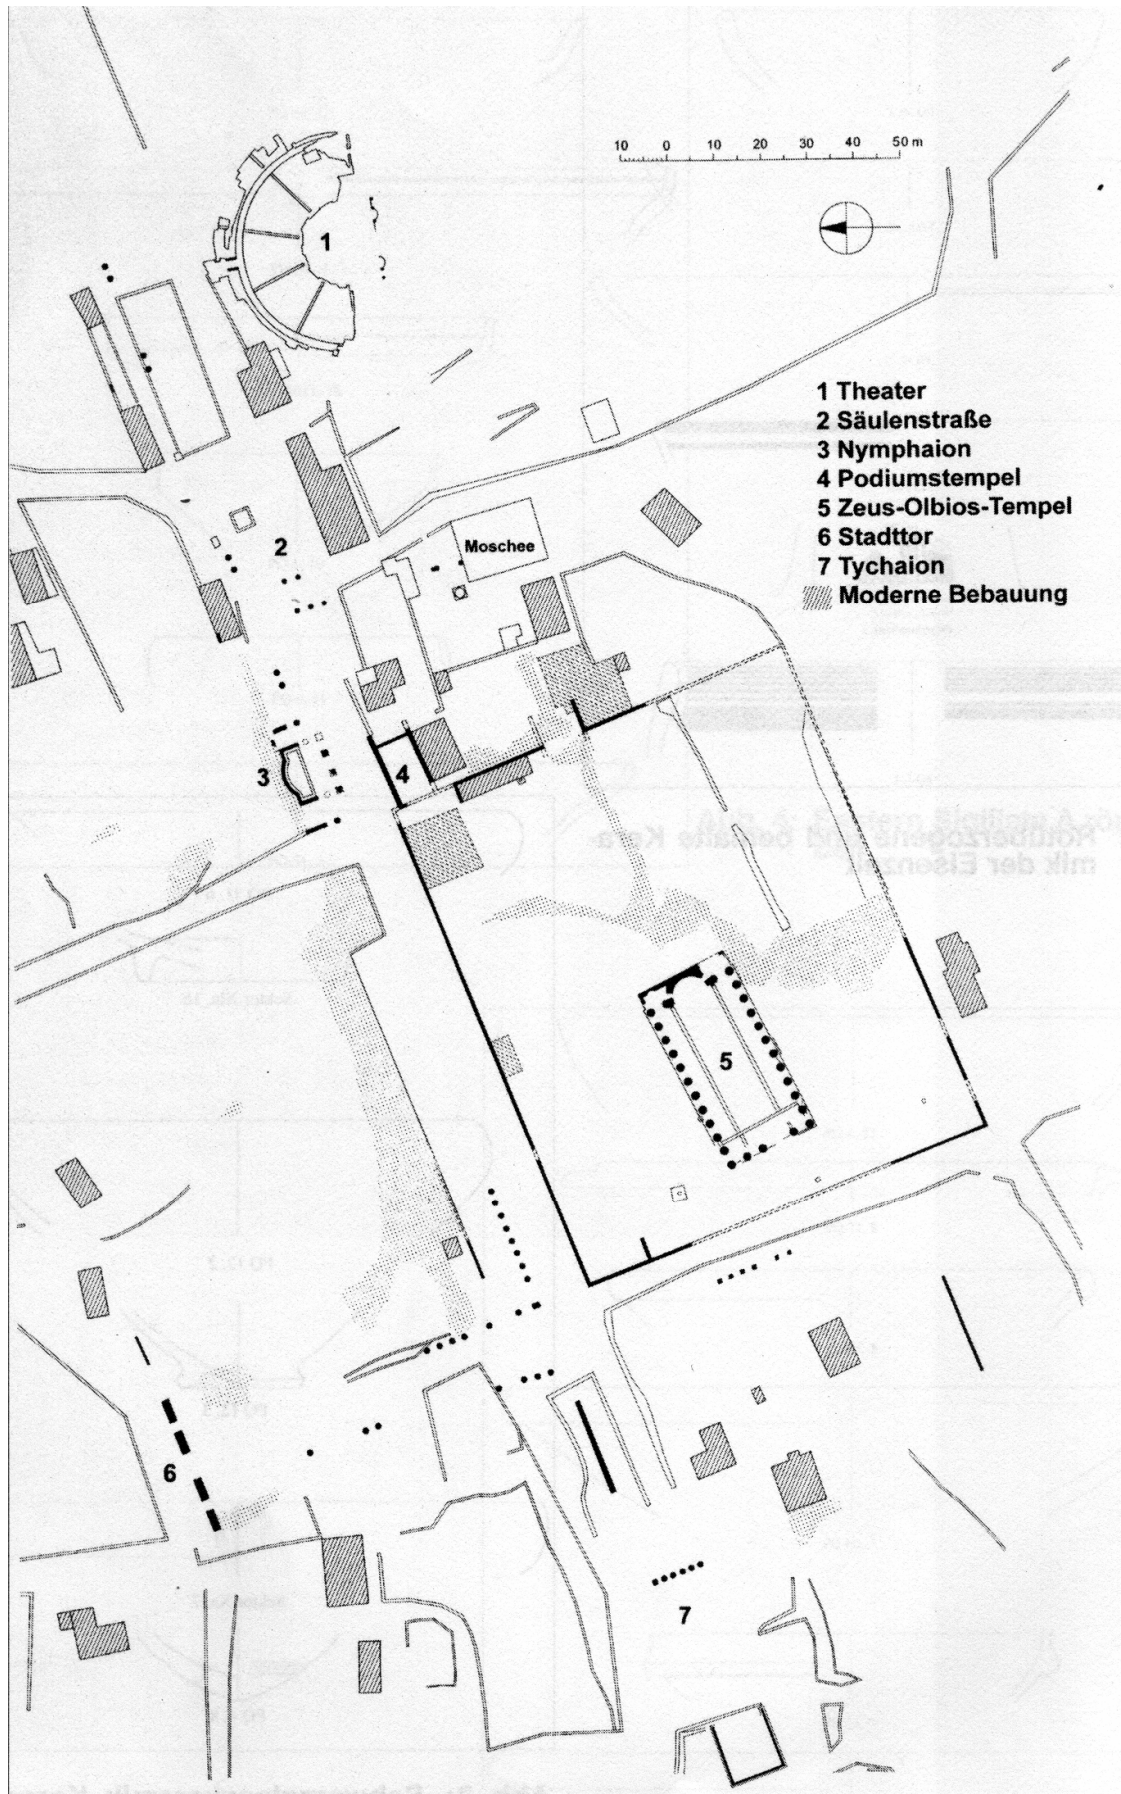 10 0 10 20 30 40 50 m
1
1 Theater
2 Säulenstraße
3 Nymphaion
4 Podiumstempel
5 Zeus-Olbios-Tempel
6 Stadttor
7 Tychaion
Moderne Bebauung
2
Moschee
3
4
5
6
7